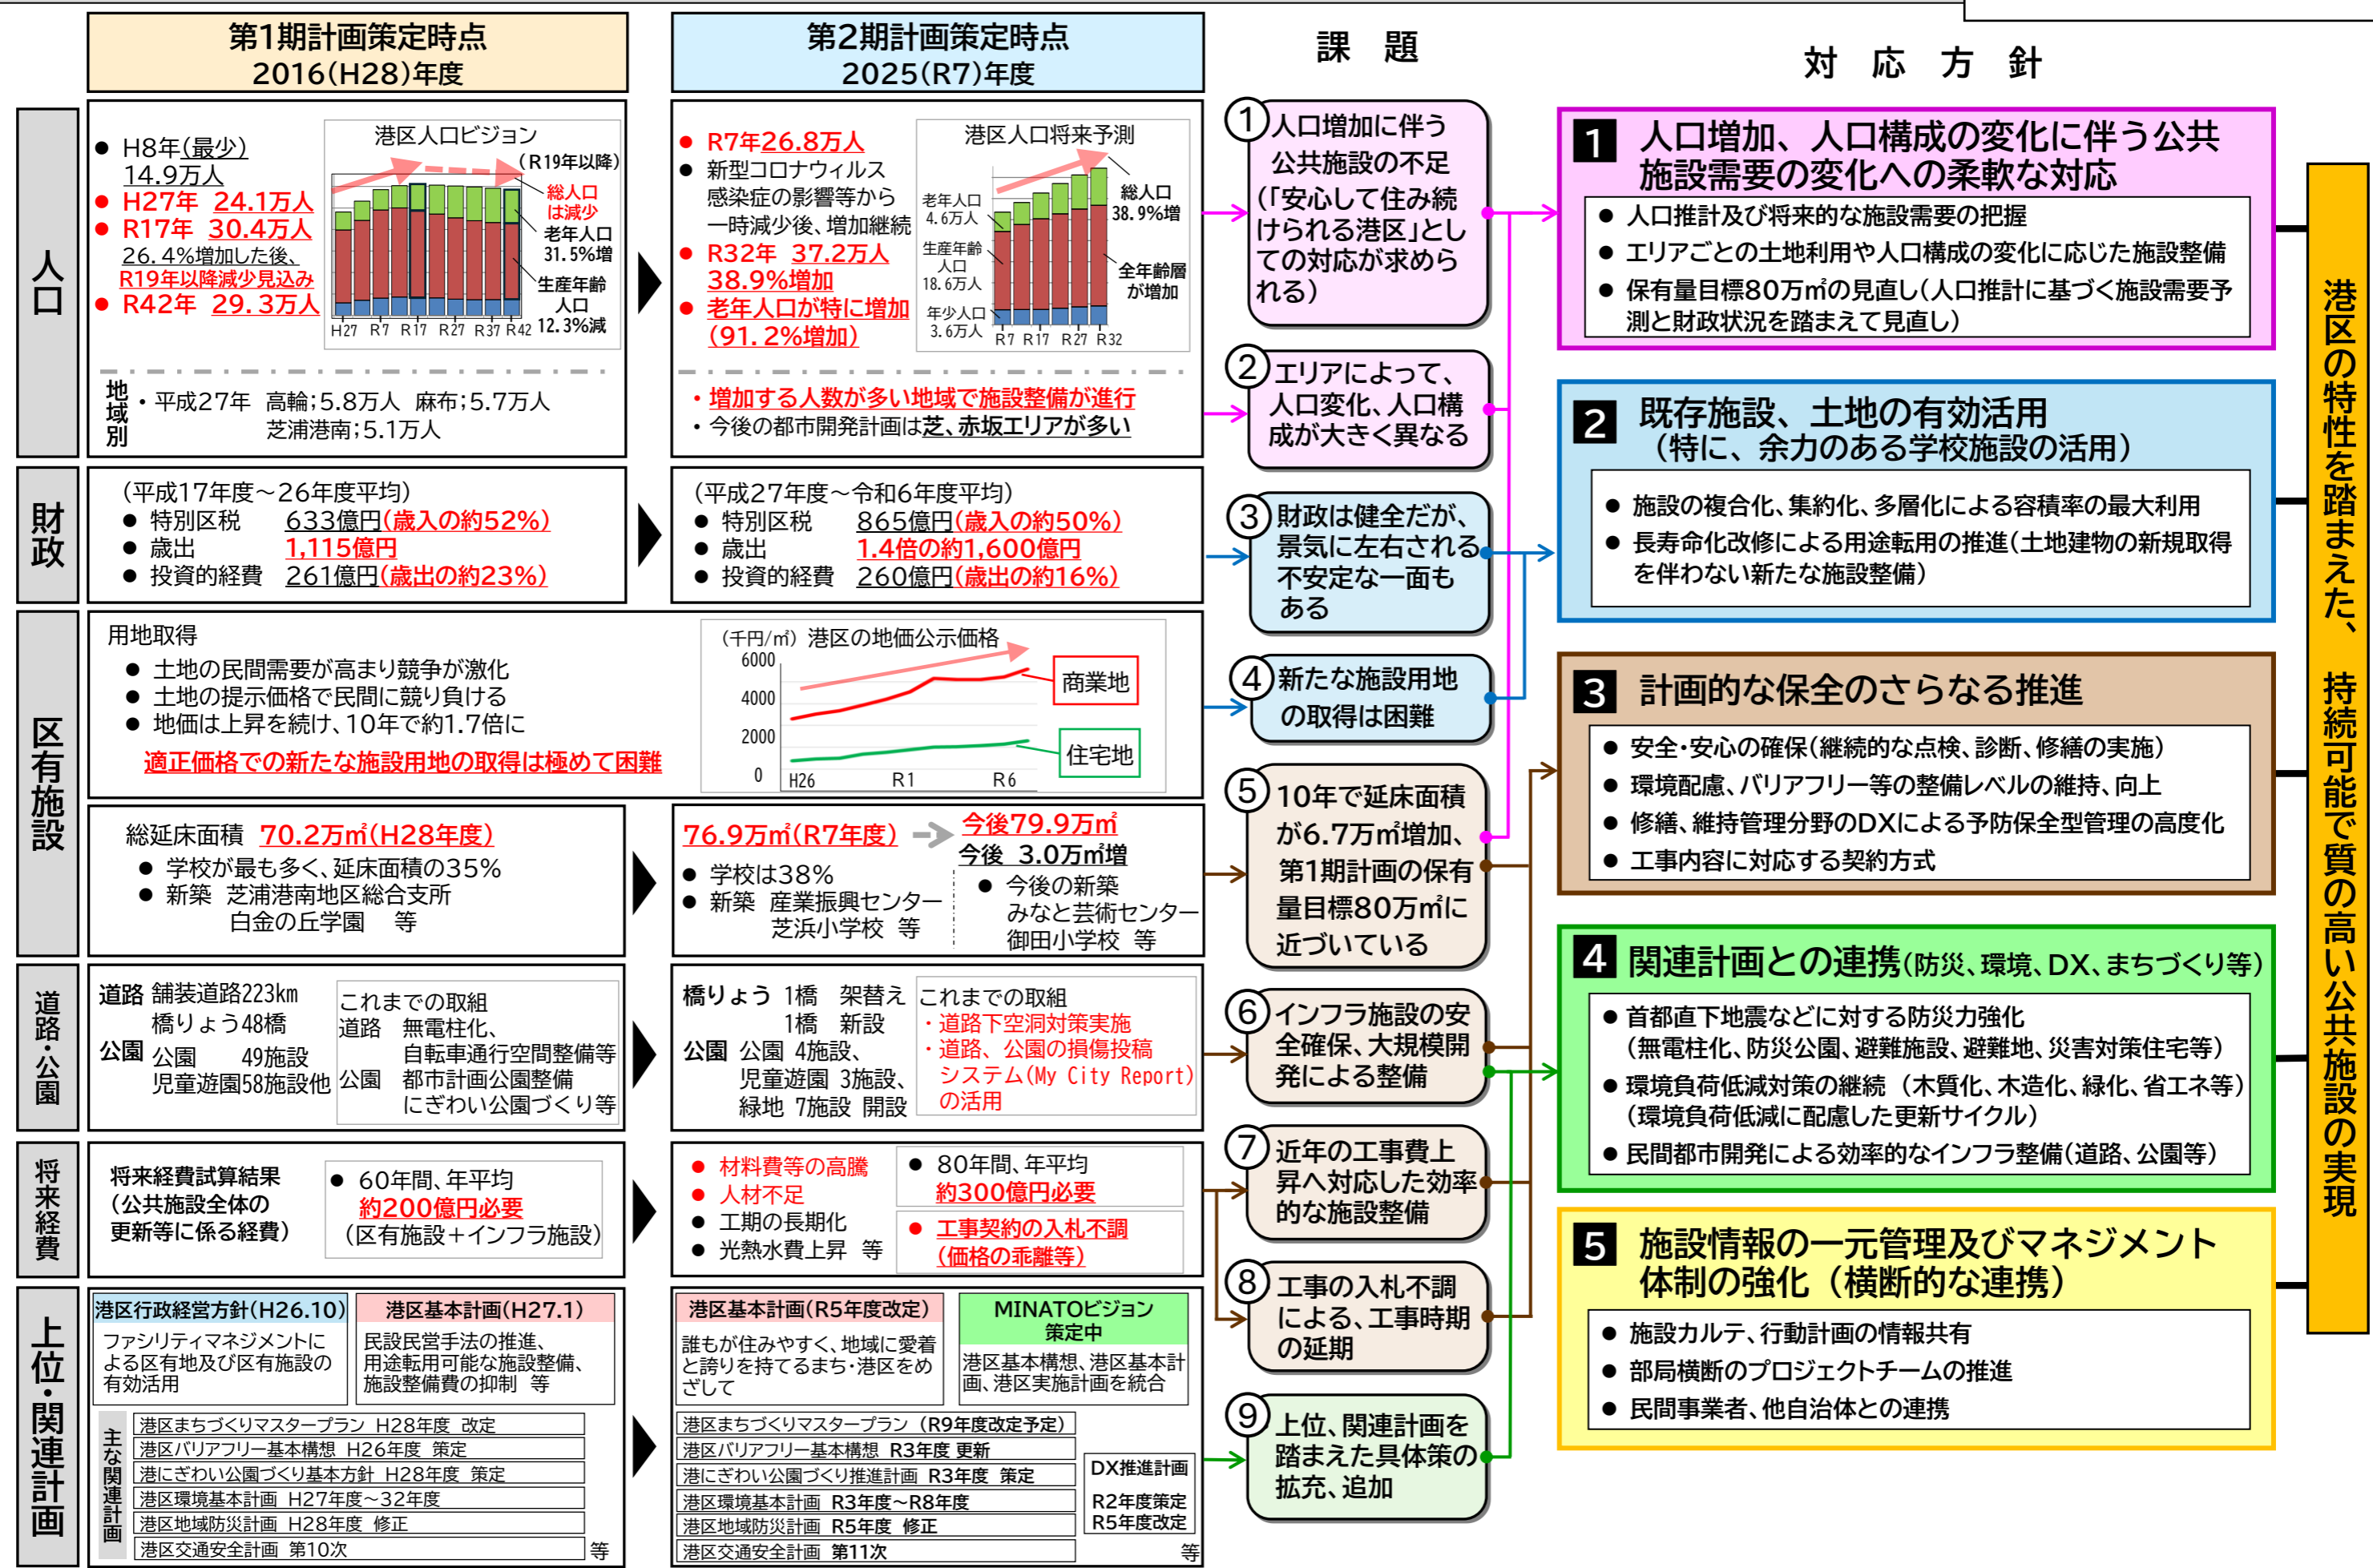 第1期計画策定時点
2016(H28)年度
第2期計画策定時点
2025(R7)年度
課 題
対 応 方 針
人口
● H8年(最少)
14.9万人
● H27年 24.1万人
● R17年 30.4万人
26.4%増加した後、
R19年以降減少見込み
● R42年 29.3万人
港区人口ビジョン
(R19年以降)
総人口
は減少
老年人口
31.5%増
生産年齢
人口
12.3%減
H27 R7 R17 R27 R37 R42
地域別
・平成27年 高輪;5.8万人 麻布;5.7万人
芝浦港南;5.1万人
● R7年26.8万人
● 新型コロナウィルス
感染症の影響等から
一時減少後、増加継続
● R32年 37.2万人
38.9%増加
● 老年人口が特に増加
(91.2%増加)
港区人口将来予測
老年人口
4.6万人
生産年齢
人口
18.6万人
年少人口
3.6万人
総人口
38.9%増
全年齢層
が増加
R7 R17 R27 R32
・増加する人数が多い地域で施設整備が進行
・今後の都市開発計画は芝、赤坂エリアが多い
財政
(平成17年度～26年度平均)
● 特別区税 633億円(歳入の約52%)
● 歳出 1,115億円
● 投資的経費 261億円(歳出の約23%)
(平成27年度～令和6年度平均)
● 特別区税 865億円(歳入の約50%)
● 歳出 1.4倍の約1,600億円
● 投資的経費 260億円(歳出の約16%)
区有施設
用地取得
● 土地の民間需要が高まり競争が激化
● 土地の提示価格で民間に競り負ける
● 地価は上昇を続け、10年で約1.7倍に
適正価格での新たな施設用地の取得は極めて困難
(千円/㎡) 港区の地価公示価格
6000
4000
2000
0
H26 R1 R6
商業地
住宅地
総延床面積 70.2万㎡(H28年度)
● 学校が最も多く、延床面積の35%
● 新築 芝浦港南地区総合支所
白金の丘学園 等
76.9万㎡(R7年度)
今後79.9万㎡
今後 3.0万㎡増
● 学校は38%
● 新築 産業振興センター
芝浜小学校 等
● 今後の新築
みなと芸術センター
御田小学校 等
道路・公園
道路 舗装道路223km
橋りょう48橋
公園 公園 49施設
児童遊園58施設他
これまでの取組
道路 無電柱化、
自転車通行空間整備等
公園 都市計画公園整備
にぎわい公園づくり等
橋りょう 1橋 架替え
1橋 新設
公園 公園 4施設、
児童遊園 3施設、
緑地 7施設 開設
これまでの取組
・道路下空洞対策実施
・道路、公園の損傷投稿
システム(My City Report)
の活用
将来経費
将来経費試算結果
(公共施設全体の
更新等に係る経費)
● 60年間、年平均
約200億円必要
(区有施設+インフラ施設)
● 材料費等の高騰
● 人材不足
● 工期の長期化
● 光熱水費上昇 等
● 80年間、年平均
約300億円必要
● 工事契約の入札不調
(価格の乖離等)
上位・関連計画
港区行政経営方針(H26.10)
ファシリティマネジメントに
よる区有地及び区有施設の
有効活用
港区基本計画(H27.1)
民設民営手法の推進、
用途転用可能な施設整備、
施設整備費の抑制 等
主な関連計画
港区まちづくりマスタープラン H28年度 改定
港区バリアフリー基本構想 H26年度 策定
港にぎわい公園づくり基本方針 H28年度 策定
港区環境基本計画 H27年度～32年度
港区地域防災計画 H28年度 修正
港区交通安全計画 第10次
等
港区基本計画(R5年度改定)
誰もが住みやすく、地域に愛着
と誇りを持てるまち・港区をめ
ざして
MINATOビジョン
策定中
港区基本構想、港区基本計
画、港区実施計画を統合
港区まちづくりマスタープラン (R9年度改定予定)
港区バリアフリー基本構想 R3年度 更新
港にぎわい公園づくり推進計画 R3年度 策定
港区環境基本計画 R3年度～R8年度
港区地域防災計画 R5年度 修正
港区交通安全計画 第11次
DX推進計画
R2年度策定
R5年度改定
等
① 人口増加に伴う
公共施設の不足
(「安心して住み続
けられる港区」とし
ての対応が求めら
れる)
② エリアによって、
人口変化、人口構
成が大きく異なる
③ 財政は健全だが、
景気に左右される
不安定な一面も
ある
④ 新たな施設用地
の取得は困難
⑤ 10年で延床面積
が6.7万㎡増加、
第1期計画の保有
量目標80万㎡に
近づいている
⑥ インフラ施設の安
全確保、大規模開
発による整備
⑦ 近年の工事費上
昇へ対応した効率
的な施設整備
⑧ 工事の入札不調
による、工事時期
の延期
⑨ 上位、関連計画を
踏まえた具体策の
拡充、追加
1 人口増加、人口構成の変化に伴う公共
施設需要の変化への柔軟な対応
● 人口推計及び将来的な施設需要の把握
● エリアごとの土地利用や人口構成の変化に応じた施設整備
● 保有量目標80万㎡の見直し(人口推計に基づく施設需要予
測と財政状況を踏まえて見直し)
2 既存施設、土地の有効活用
(特に、余力のある学校施設の活用)
● 施設の複合化、集約化、多層化による容積率の最大利用
● 長寿命化改修による用途転用の推進(土地建物の新規取得
を伴わない新たな施設整備)
3 計画的な保全のさらなる推進
● 安全・安心の確保(継続的な点検、診断、修繕の実施)
● 環境配慮、バリアフリー等の整備レベルの維持、向上
● 修繕、維持管理分野のDXによる予防保全型管理の高度化
● 工事内容に対応する契約方式
4 関連計画との連携(防災、環境、DX、まちづくり等)
● 首都直下地震などに対する防災力強化
(無電柱化、防災公園、避難施設、避難地、災害対策住宅等)
● 環境負荷低減対策の継続 (木質化、木造化、緑化、省エネ等)
(環境負荷低減に配慮した更新サイクル)
● 民間都市開発による効率的なインフラ整備(道路、公園等)
5 施設情報の一元管理及びマネジメント
体制の強化(横断的な連携)
● 施設カルテ、行動計画の情報共有
● 部局横断のプロジェクトチームの推進
● 民間事業者、他自治体との連携
港区の特性を踏まえた、持続可能で質の高い公共施設の実現